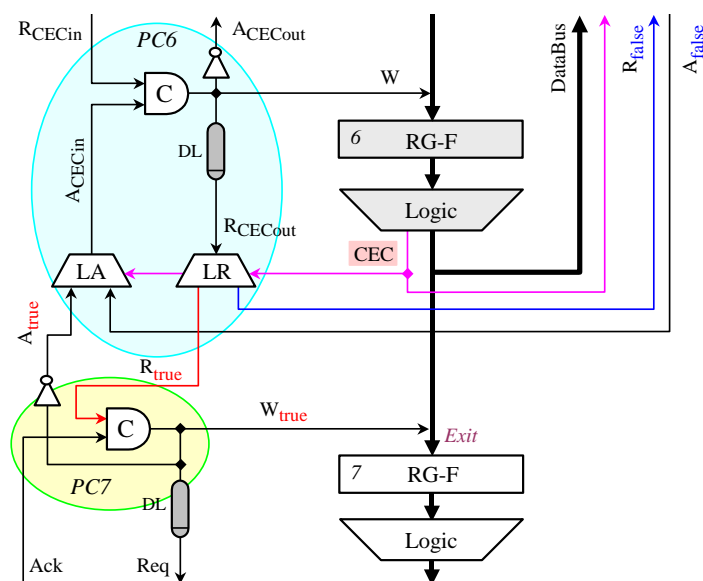 R_CECin
PC6
A_CECout
DataBus
R_false
A_false
C
W
6 RG-F
DL
A_CECin
Logic
R_CECout
CEC
LA
LR
A_true
R_true
W_true
C
Exit
PC7
7 RG-F
DL
Logic
Ack
Req